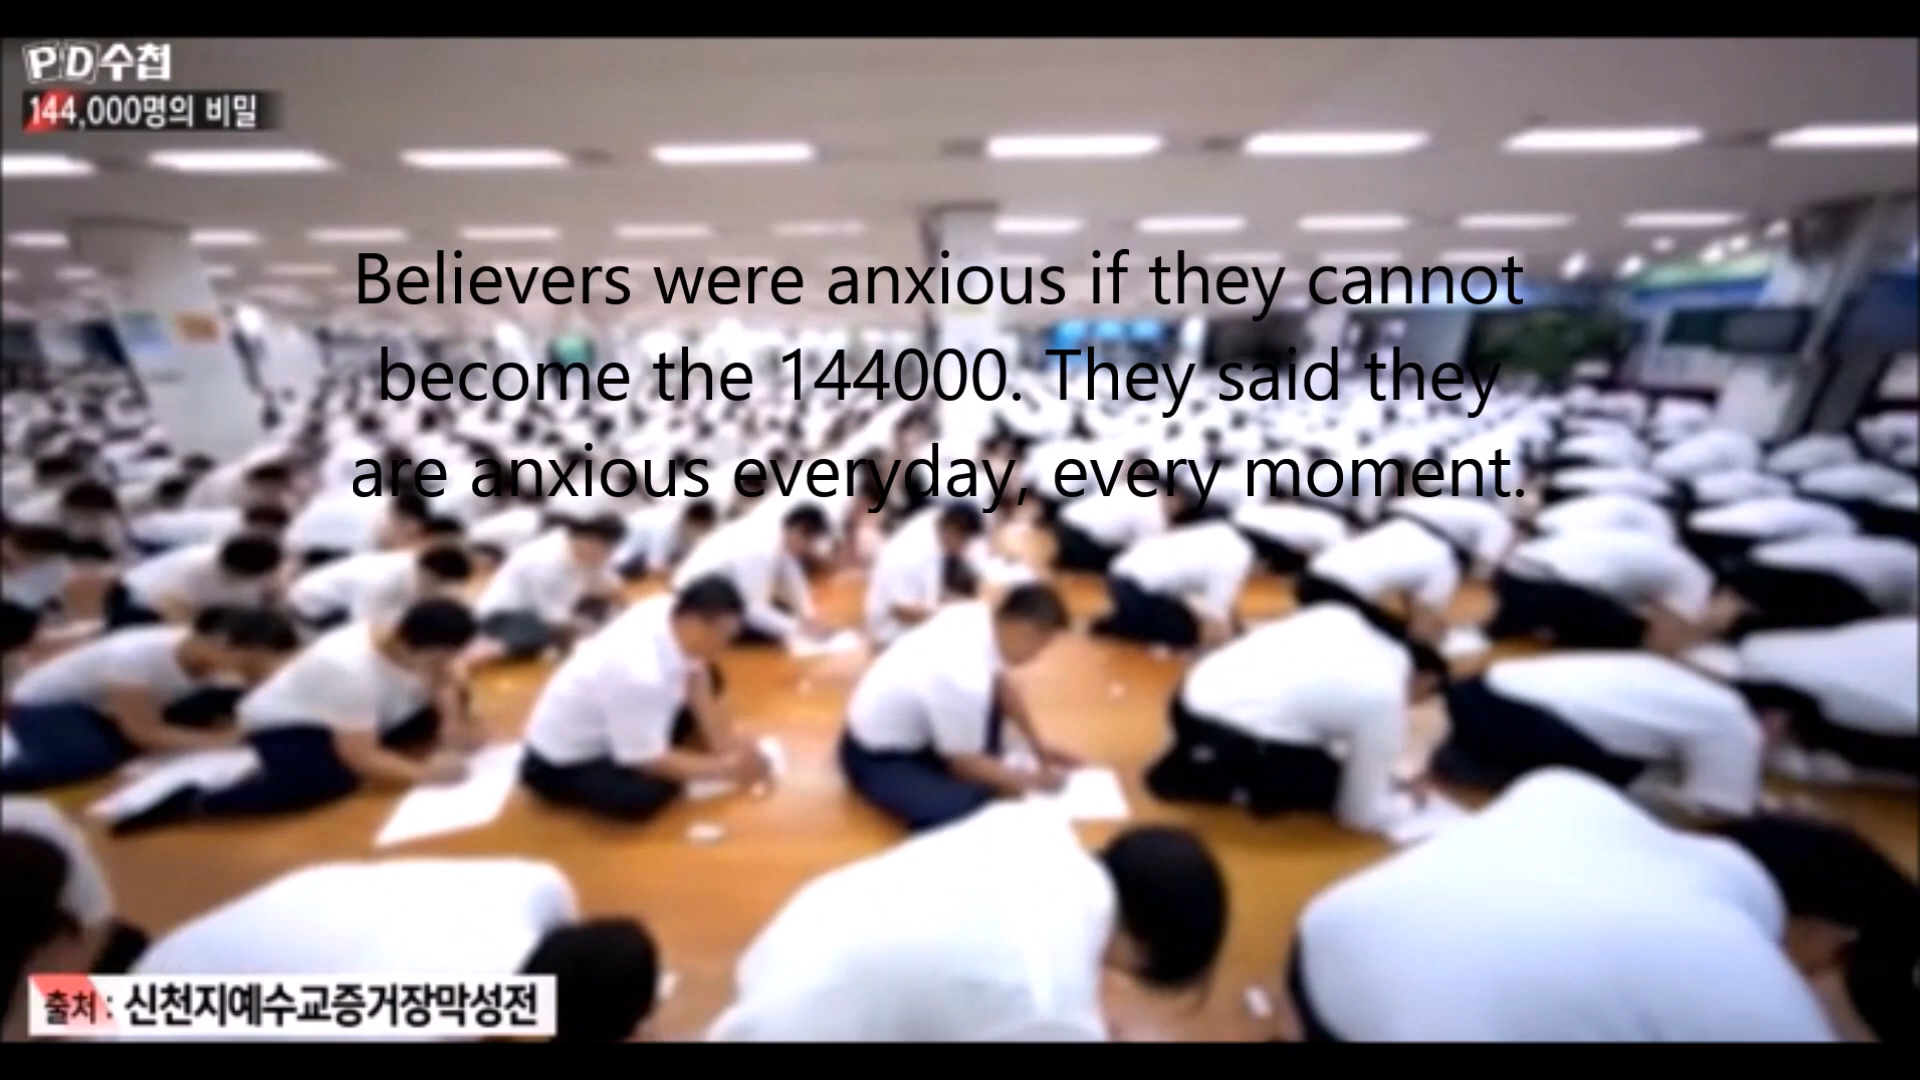 PD수첩
144,000명의 비밀
Believers were anxious if they cannot
become the 144000. They said they
are anxious everyday, every moment.
출처 : 신천지예수교증거장막성전